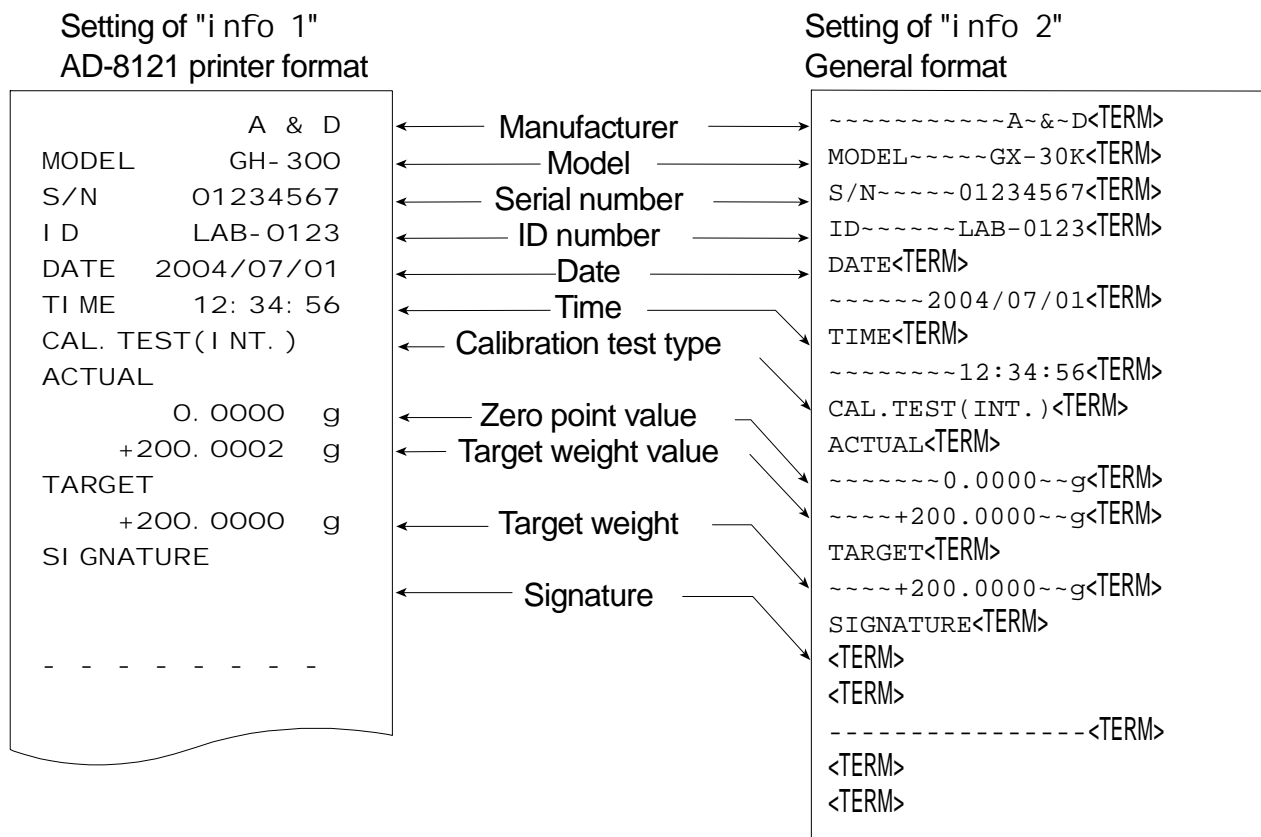 Setting of "info 1"
AD-8121 printer format
A & D
MODEL GH-300
S/N 01234567
ID LAB-0123
DATE 2004/07/01
TIME 12:34:56
CAL.TEST(INT.)
ACTUAL
0.0000 g
+200.0002 g
TARGET
+200.0000 g
SIGNATURE
- - - - - - - -
Manufacturer
Model
Serial number
ID number
Date
Time
Calibration test type
Zero point value
Target weight value
Target weight
Signature
Setting of "info 2"
General format
~~~~~~~~~~~A~&~D<TERM>
MODEL~~~~~GX-30K<TERM>
S/N~~~~~01234567<TERM>
ID~~~~~~LAB-0123<TERM>
DATE<TERM>
~~~~~~2004/07/01<TERM>
TIME<TERM>
~~~~~~~~12:34:56<TERM>
CAL.TEST(INT.)<TERM>
ACTUAL<TERM>
~~~~~~~0.0000~~g<TERM>
~~~~+200.0000~~g<TERM>
TARGET<TERM>
~~~~+200.0000~~g<TERM>
SIGNATURE<TERM>
<TERM>
<TERM>
----------------<TERM>
<TERM>
<TERM>